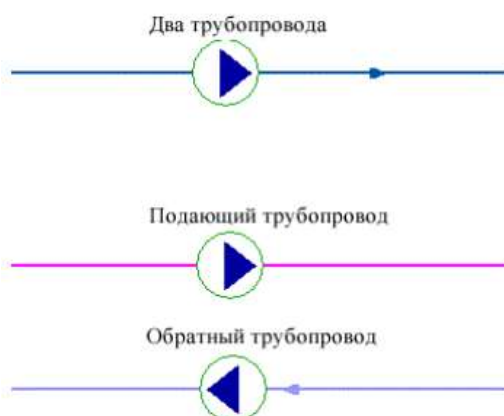 Два трубопровода
Подающий трубопровод
Обратный трубопровод